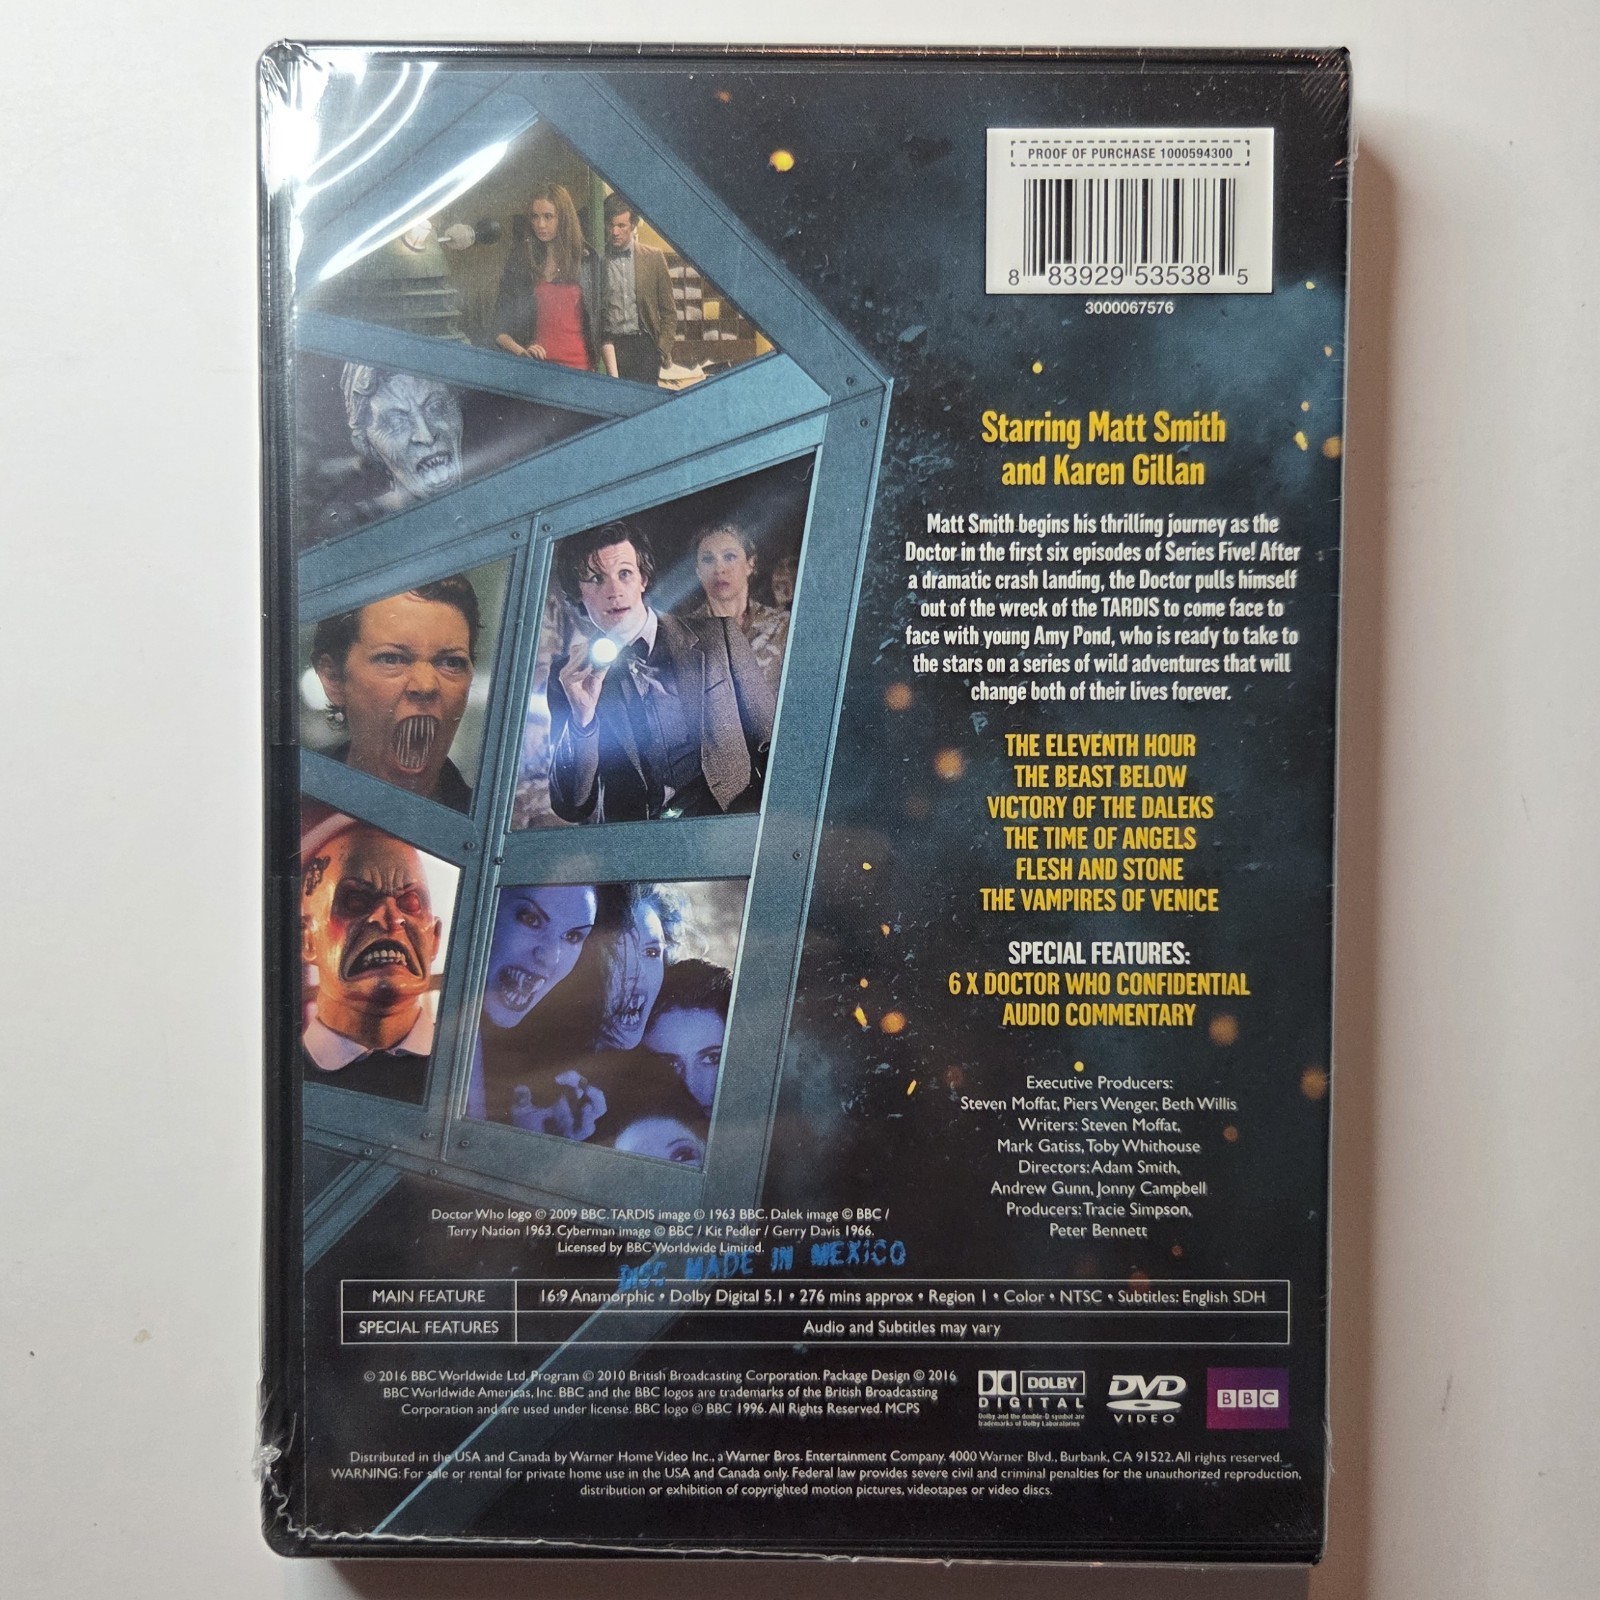 PROOF OF PURCHASE 1000594300
8 83929 53538 5
3000067576
Starring Matt Smith
and Karen Gillan
Matt Smith begins his thrilling journey as the
Doctor in the first six episodes of Series Five! After
a dramatic crash landing, the Doctor pulls himself
out of the wreck of the TARDIS to come face to
face with young Amy Pond, who is ready to take to
the stars on a series of wild adventures that will
change both of their lives forever.
THE ELEVENTH HOUR
THE BEAST BELOW
VICTORY OF THE DALEKS
THE TIME OF ANGELS
FLESH AND STONE
THE VAMPIRES OF VENICE
SPECIAL FEATURES:
6 X DOCTOR WHO CONFIDENTIAL
AUDIO COMMENTARY
Executive Producers:
Steven Moffat, Piers Wenger, Beth Willis
Writers: Steven Moffat,
Mark Gatiss, Toby Whithouse
Directors: Adam Smith,
Andrew Gunn, Jonny Campbell
Producers: Tracie Simpson,
Peter Bennett
Doctor Who logo © 2009 BBC. TARDIS image © 1963 BBC. Dalek image © BBC /
Terry Nation 1963. Cyberman image © BBC / Kit Pedler / Gerry Davis 1966.
Licensed by BBC Worldwide Limited.
DISC MADE IN MEXICO
MAIN FEATURE 16:9 Anamorphic • Dolby Digital 5.1 • 276 mins approx • Region 1 • Color • NTSC • Subtitles: English SDH
SPECIAL FEATURES Audio and Subtitles may vary
© 2016 BBC Worldwide Ltd. Program © 2010 British Broadcasting Corporation. Package Design © 2016
BBC Worldwide Americas, Inc. BBC and the BBC logos are trademarks of the British Broadcasting
Corporation and are used under license. BBC logo © BBC 1996. All Rights Reserved. MCPS
DOLBY
DIGITAL
Dolby and the double-D symbol are
trademarks of Dolby Laboratories
DVD
VIDEO
BBC
Distributed in the USA and Canada by Warner Home Video Inc., a Warner Bros. Entertainment Company. 4000 Warner Blvd., Burbank, CA 91522. All rights reserved.
WARNING: For sale or rental for private home use in the USA and Canada only. Federal law provides severe civil and criminal penalties for the unauthorized reproduction,
distribution or exhibition of copyrighted motion pictures, videotapes or video discs.